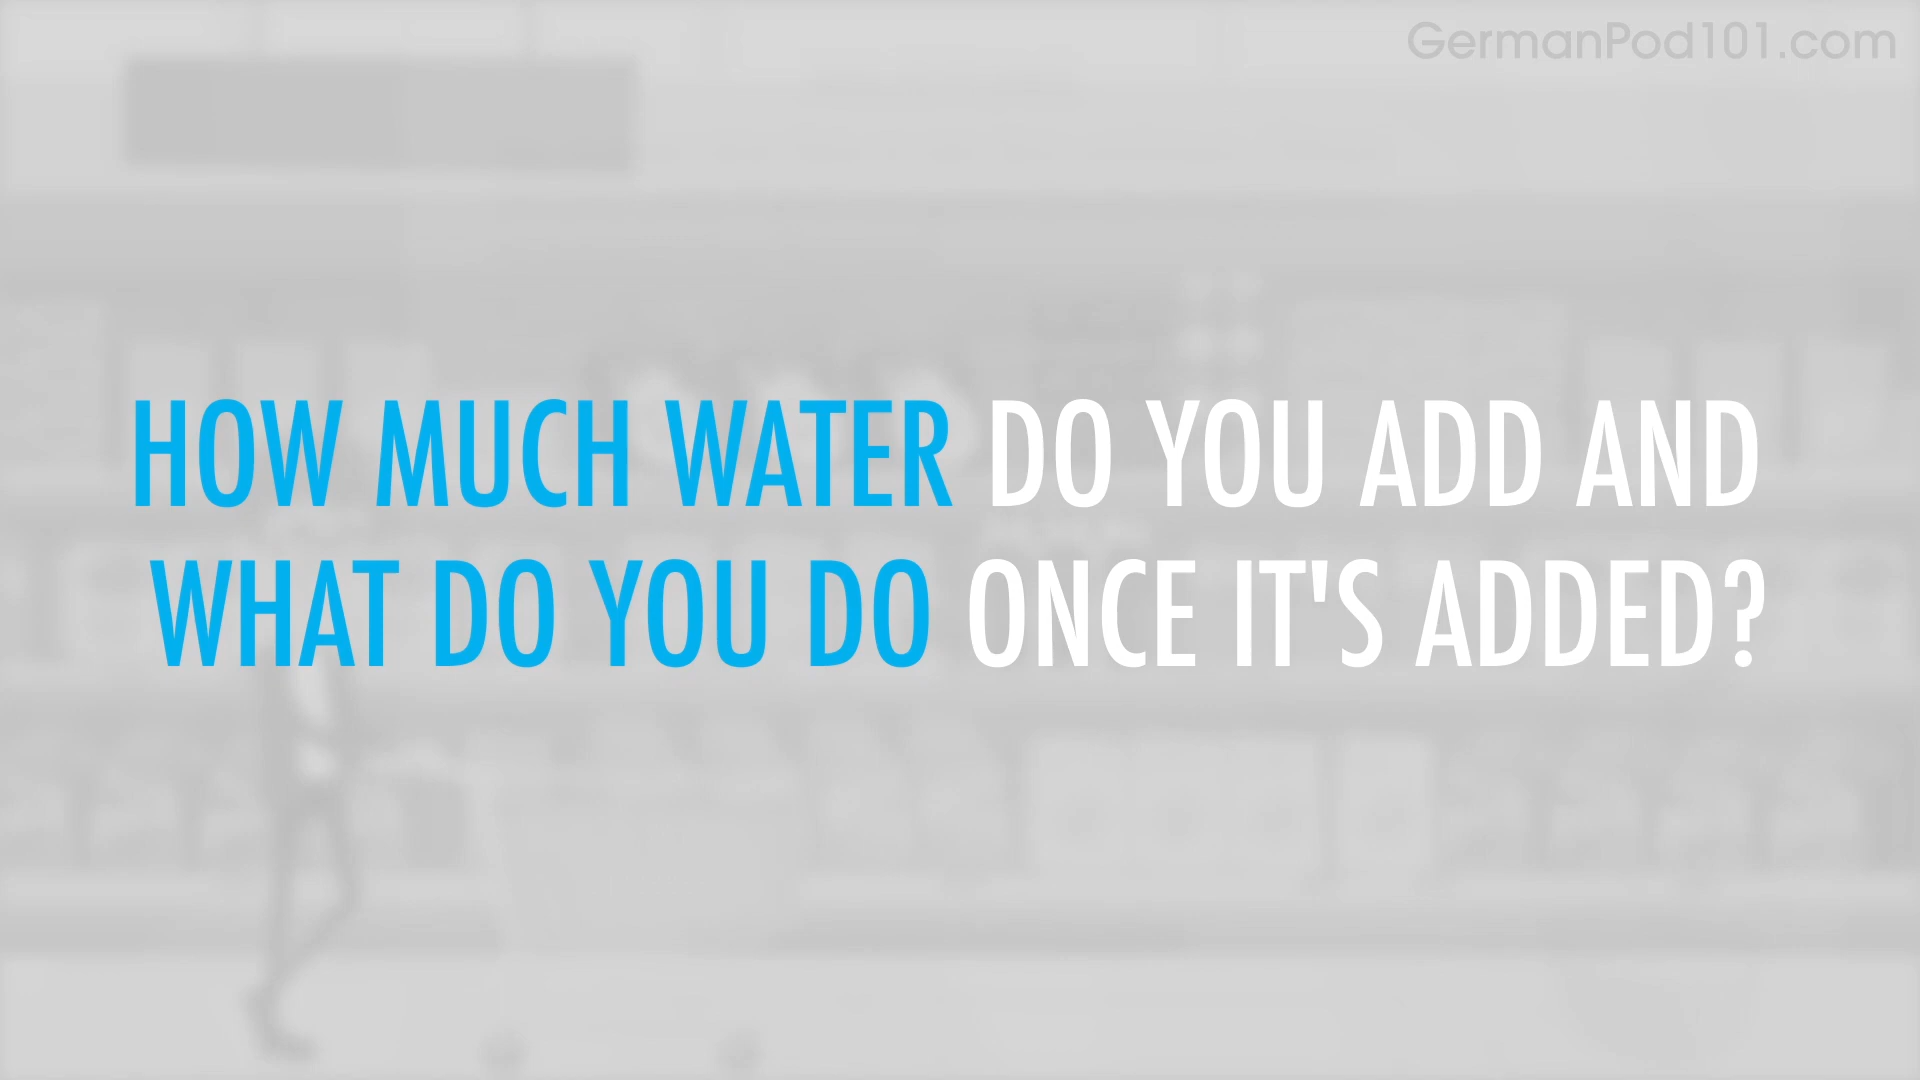 GermanPod101.com
HOW MUCH WATER DO YOU ADD AND
WHAT DO YOU DO ONCE IT'S ADDED?